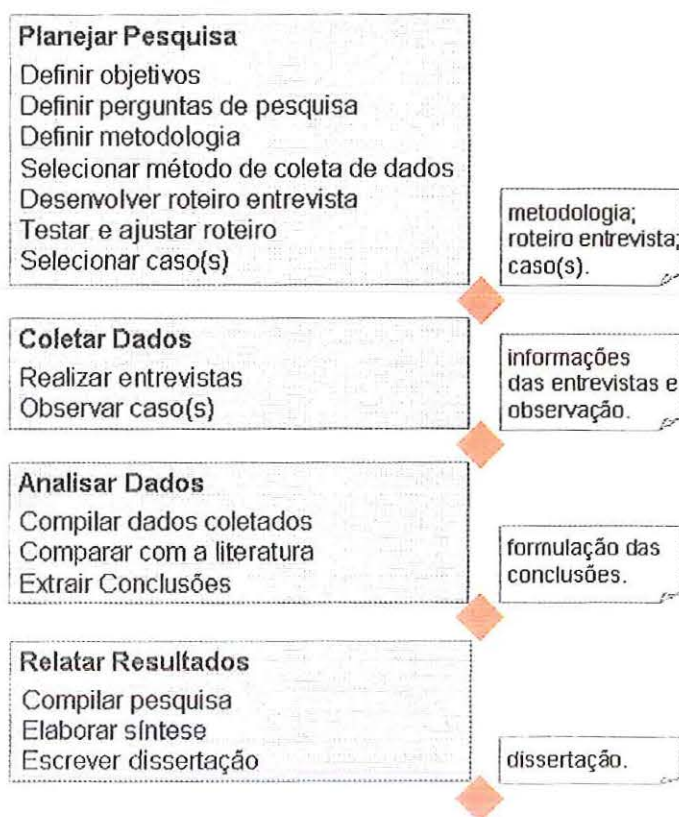 Planejar Pesquisa
Definir objetivos
Definir perguntas de pesquisa
Definir metodologia
Selecionar método de coleta de dados
Desenvolver roteiro entrevista
Testar e ajustar roteiro
Selecionar caso(s)
metodologia;
roteiro entrevista;
caso(s).
Coletar Dados
Realizar entrevistas
Observar caso(s)
informações
das entrevistas e
observação.
Analisar Dados
Compilar dados coletados
Comparar com a literatura
Extrair Conclusões
formulação das
conclusões.
Relatar Resultados
Compilar pesquisa
Elaborar síntese
Escrever dissertação
dissertação.